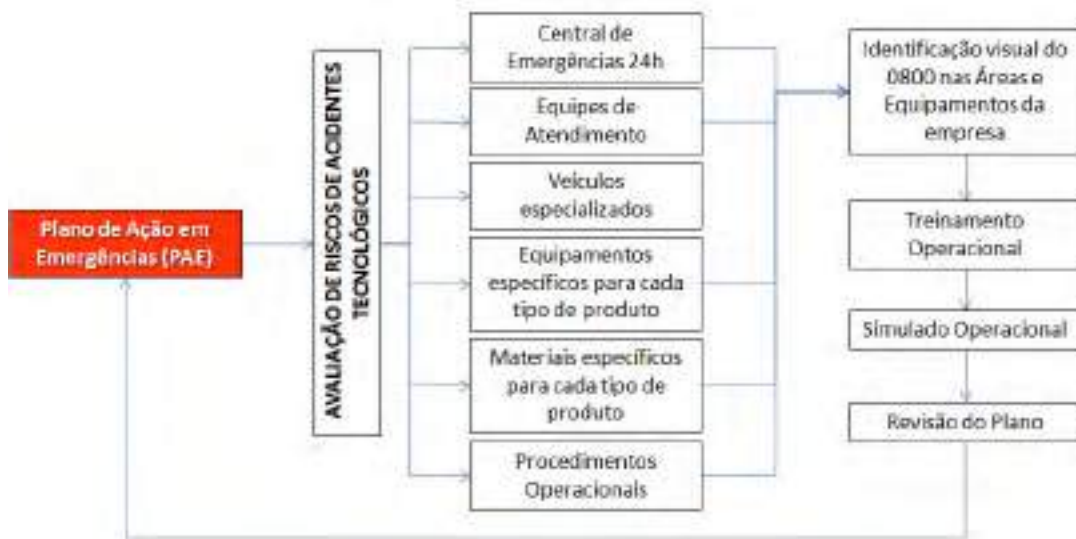 Plano de Ação em
Emergências (PAE)
AVALIAÇÃO DE RISCOS DE ACIDENTES
TECNOLÓGICOS
Central de
Emergências 24h
Equipes de
Atendimento
Veículos
especializados
Equipamentos
específicos para cada
tipo de produto
Materiais específicos
para cada tipo de
produto
Procedimentos
Operacionais
Identificação visual do
0800 nas Áreas e
Equipamentos da
empresa
Treinamento
Operacional
Simulado Operacional
Revisão do Plano